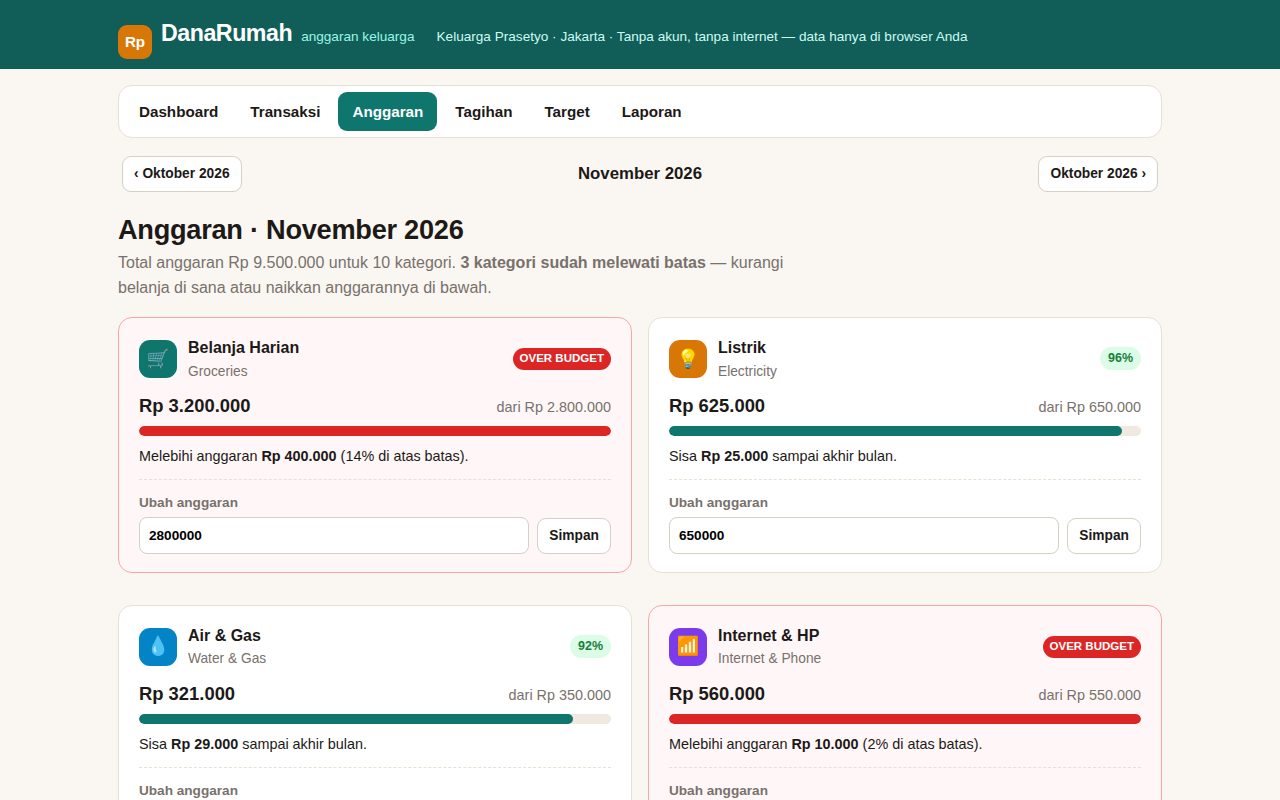 Rp DanaRumah anggaran keluarga Keluarga Prasetyo · Jakarta · Tanpa akun, tanpa internet — data hanya di browser Anda
Dashboard Transaksi Anggaran Tagihan Target Laporan
‹ Oktober 2026 November 2026 Oktober 2026 ›
Anggaran · November 2026
Total anggaran Rp 9.500.000 untuk 10 kategori. 3 kategori sudah melewati batas — kurangi
belanja di sana atau naikkan anggarannya di bawah.
Belanja Harian
Groceries
OVER BUDGET
Rp 3.200.000 dari Rp 2.800.000
Melebihi anggaran Rp 400.000 (14% di atas batas).
Ubah anggaran
2800000 Simpan
Listrik
Electricity
96%
Rp 625.000 dari Rp 650.000
Sisa Rp 25.000 sampai akhir bulan.
Ubah anggaran
650000 Simpan
Air & Gas
Water & Gas
92%
Rp 321.000 dari Rp 350.000
Sisa Rp 29.000 sampai akhir bulan.
Ubah anggaran
Internet & HP
Internet & Phone
OVER BUDGET
Rp 560.000 dari Rp 550.000
Melebihi anggaran Rp 10.000 (2% di atas batas).
Ubah anggaran